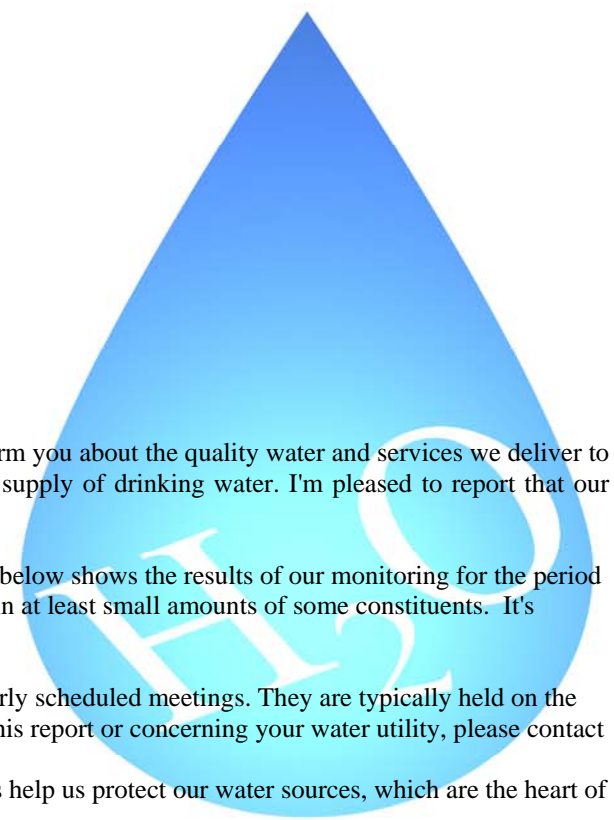 rm you about the quality water and services we deliver to
supply of drinking water. I'm pleased to report that our
below shows the results of our monitoring for the period
in at least small amounts of some constituents. It's
H2O
rly scheduled meetings. They are typically held on the
his report or concerning your water utility, please contact
s help us protect our water sources, which are the heart of